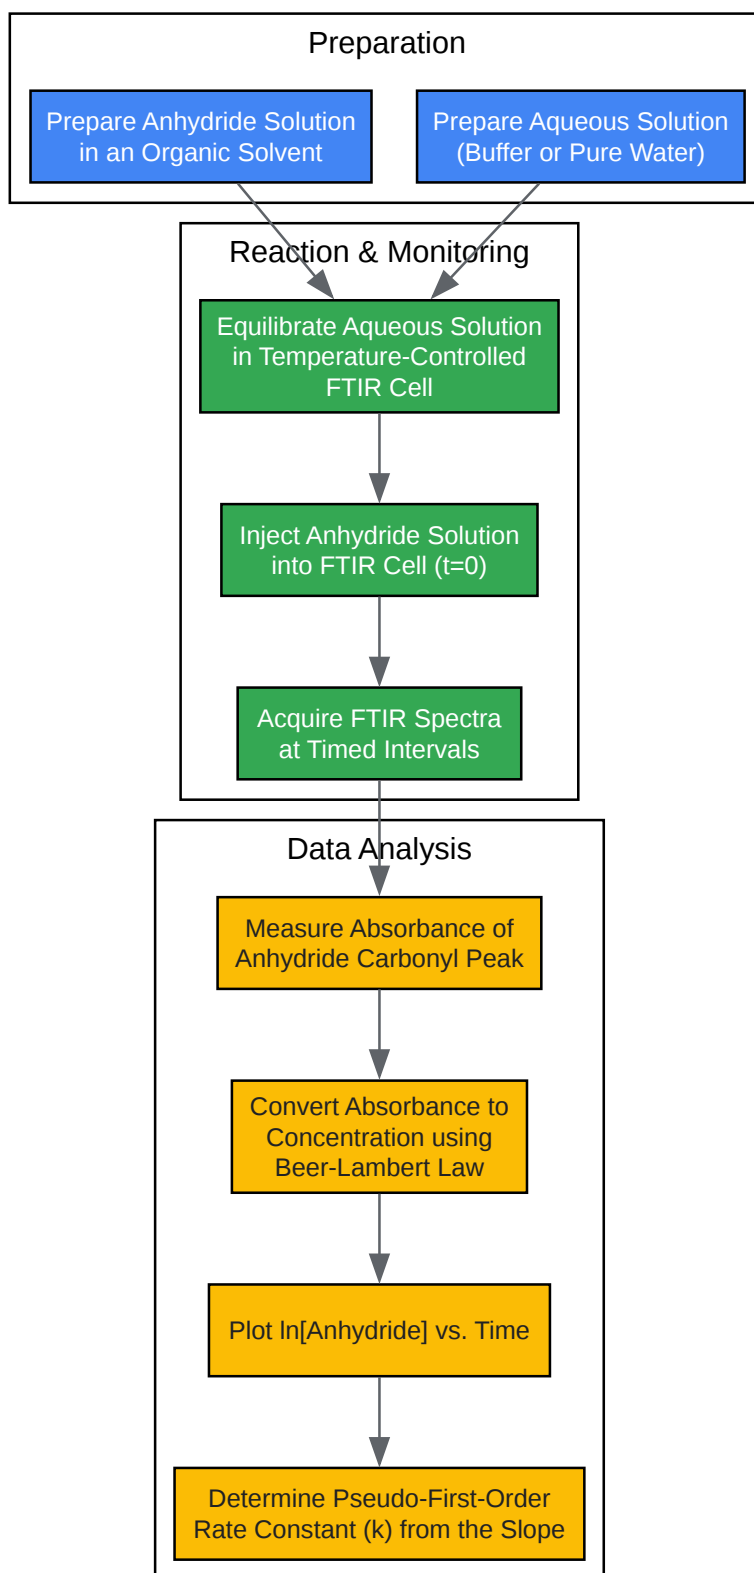 Preparation
Prepare Anhydride Solution
in an Organic Solvent
Prepare Aqueous Solution
(Buffer or Pure Water)
Reaction & Monitoring
Equilibrate Aqueous Solution
in Temperature-Controlled
FTIR Cell
Inject Anhydride Solution
into FTIR Cell (t=0)
Acquire FTIR Spectra
at Timed Intervals
Data Analysis
Measure Absorbance of
Anhydride Carbonyl Peak
Convert Absorbance to
Concentration using
Beer-Lambert Law
Plot ln[Anhydride] vs. Time
Determine Pseudo-First-Order
Rate Constant (k) from the Slope